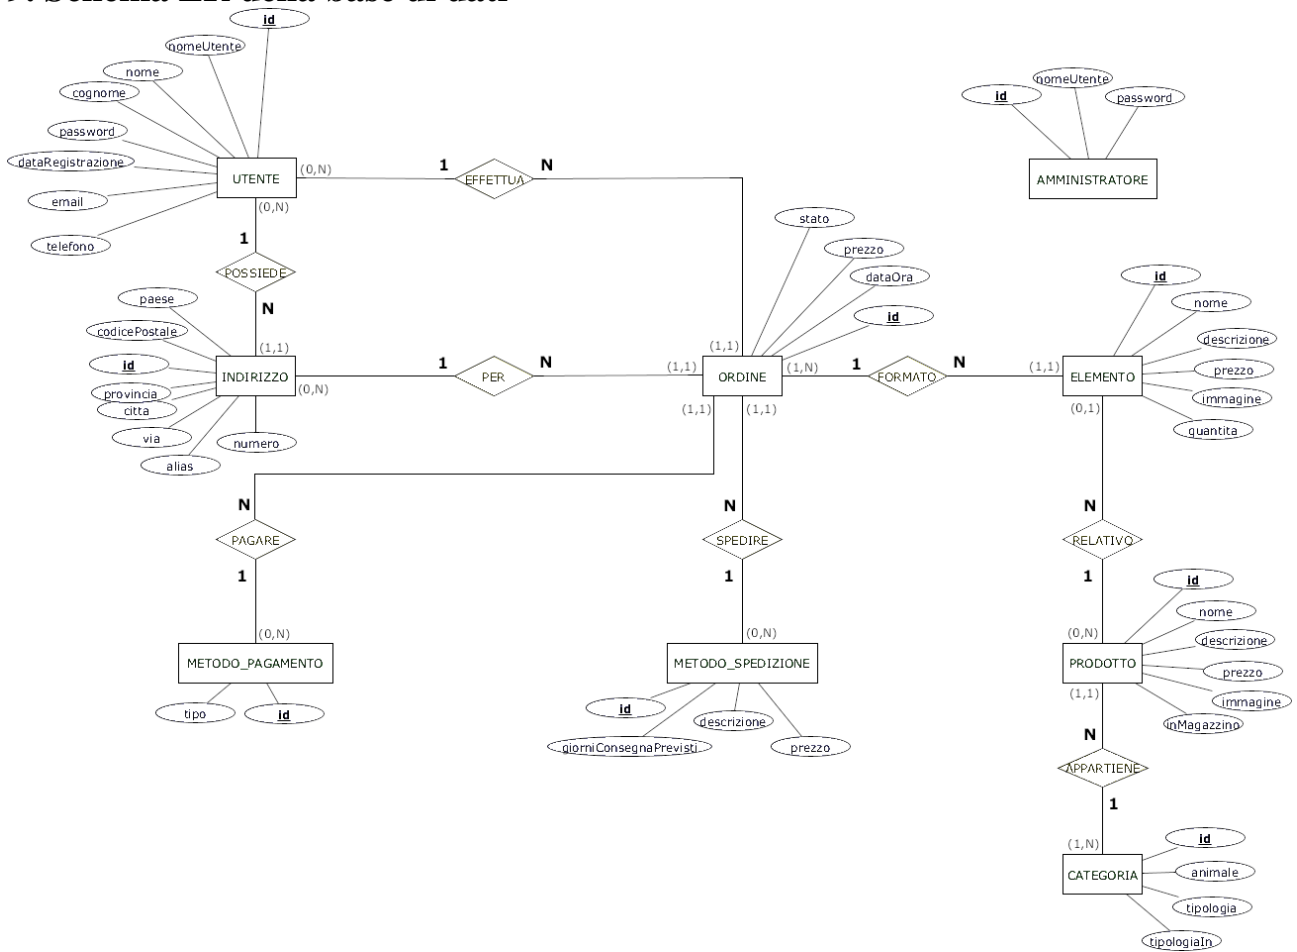 9. Schema ER della base di dati
id
nomeUtente
nome
cognome
password
dataRegistrazione
email
telefono
UTENTE
(0,N)
(0,N)
1
EFFETTUA
N
id
nomeUtente
password
AMMINISTRATORE
1
POSSIEDE
N
(1,1)
paese
codicePostale
id
provincia
citta
via
alias
numero
INDIRIZZO
(0,N)
1
PER
N
stato
prezzo
dataOra
id
(1,1)
(1,1)
ORDINE
(1,N)
(1,1)
(1,1)
1
FORMATO
N
(1,1)
ELEMENTO
(0,1)
id
nome
descrizione
prezzo
immagine
quantita
N
PAGARE
1
(0,N)
METODO_PAGAMENTO
tipo
id
N
SPEDIRE
1
(0,N)
METODO_SPEDIZIONE
id
giorniConsegnaPrevisti
descrizione
prezzo
N
RELATIVO
1
(0,N)
PRODOTTO
(1,1)
id
nome
descrizione
prezzo
immagine
inMagazzino
N
APPARTIENE
1
(1,N)
CATEGORIA
id
animale
tipologia
tipologiaIn